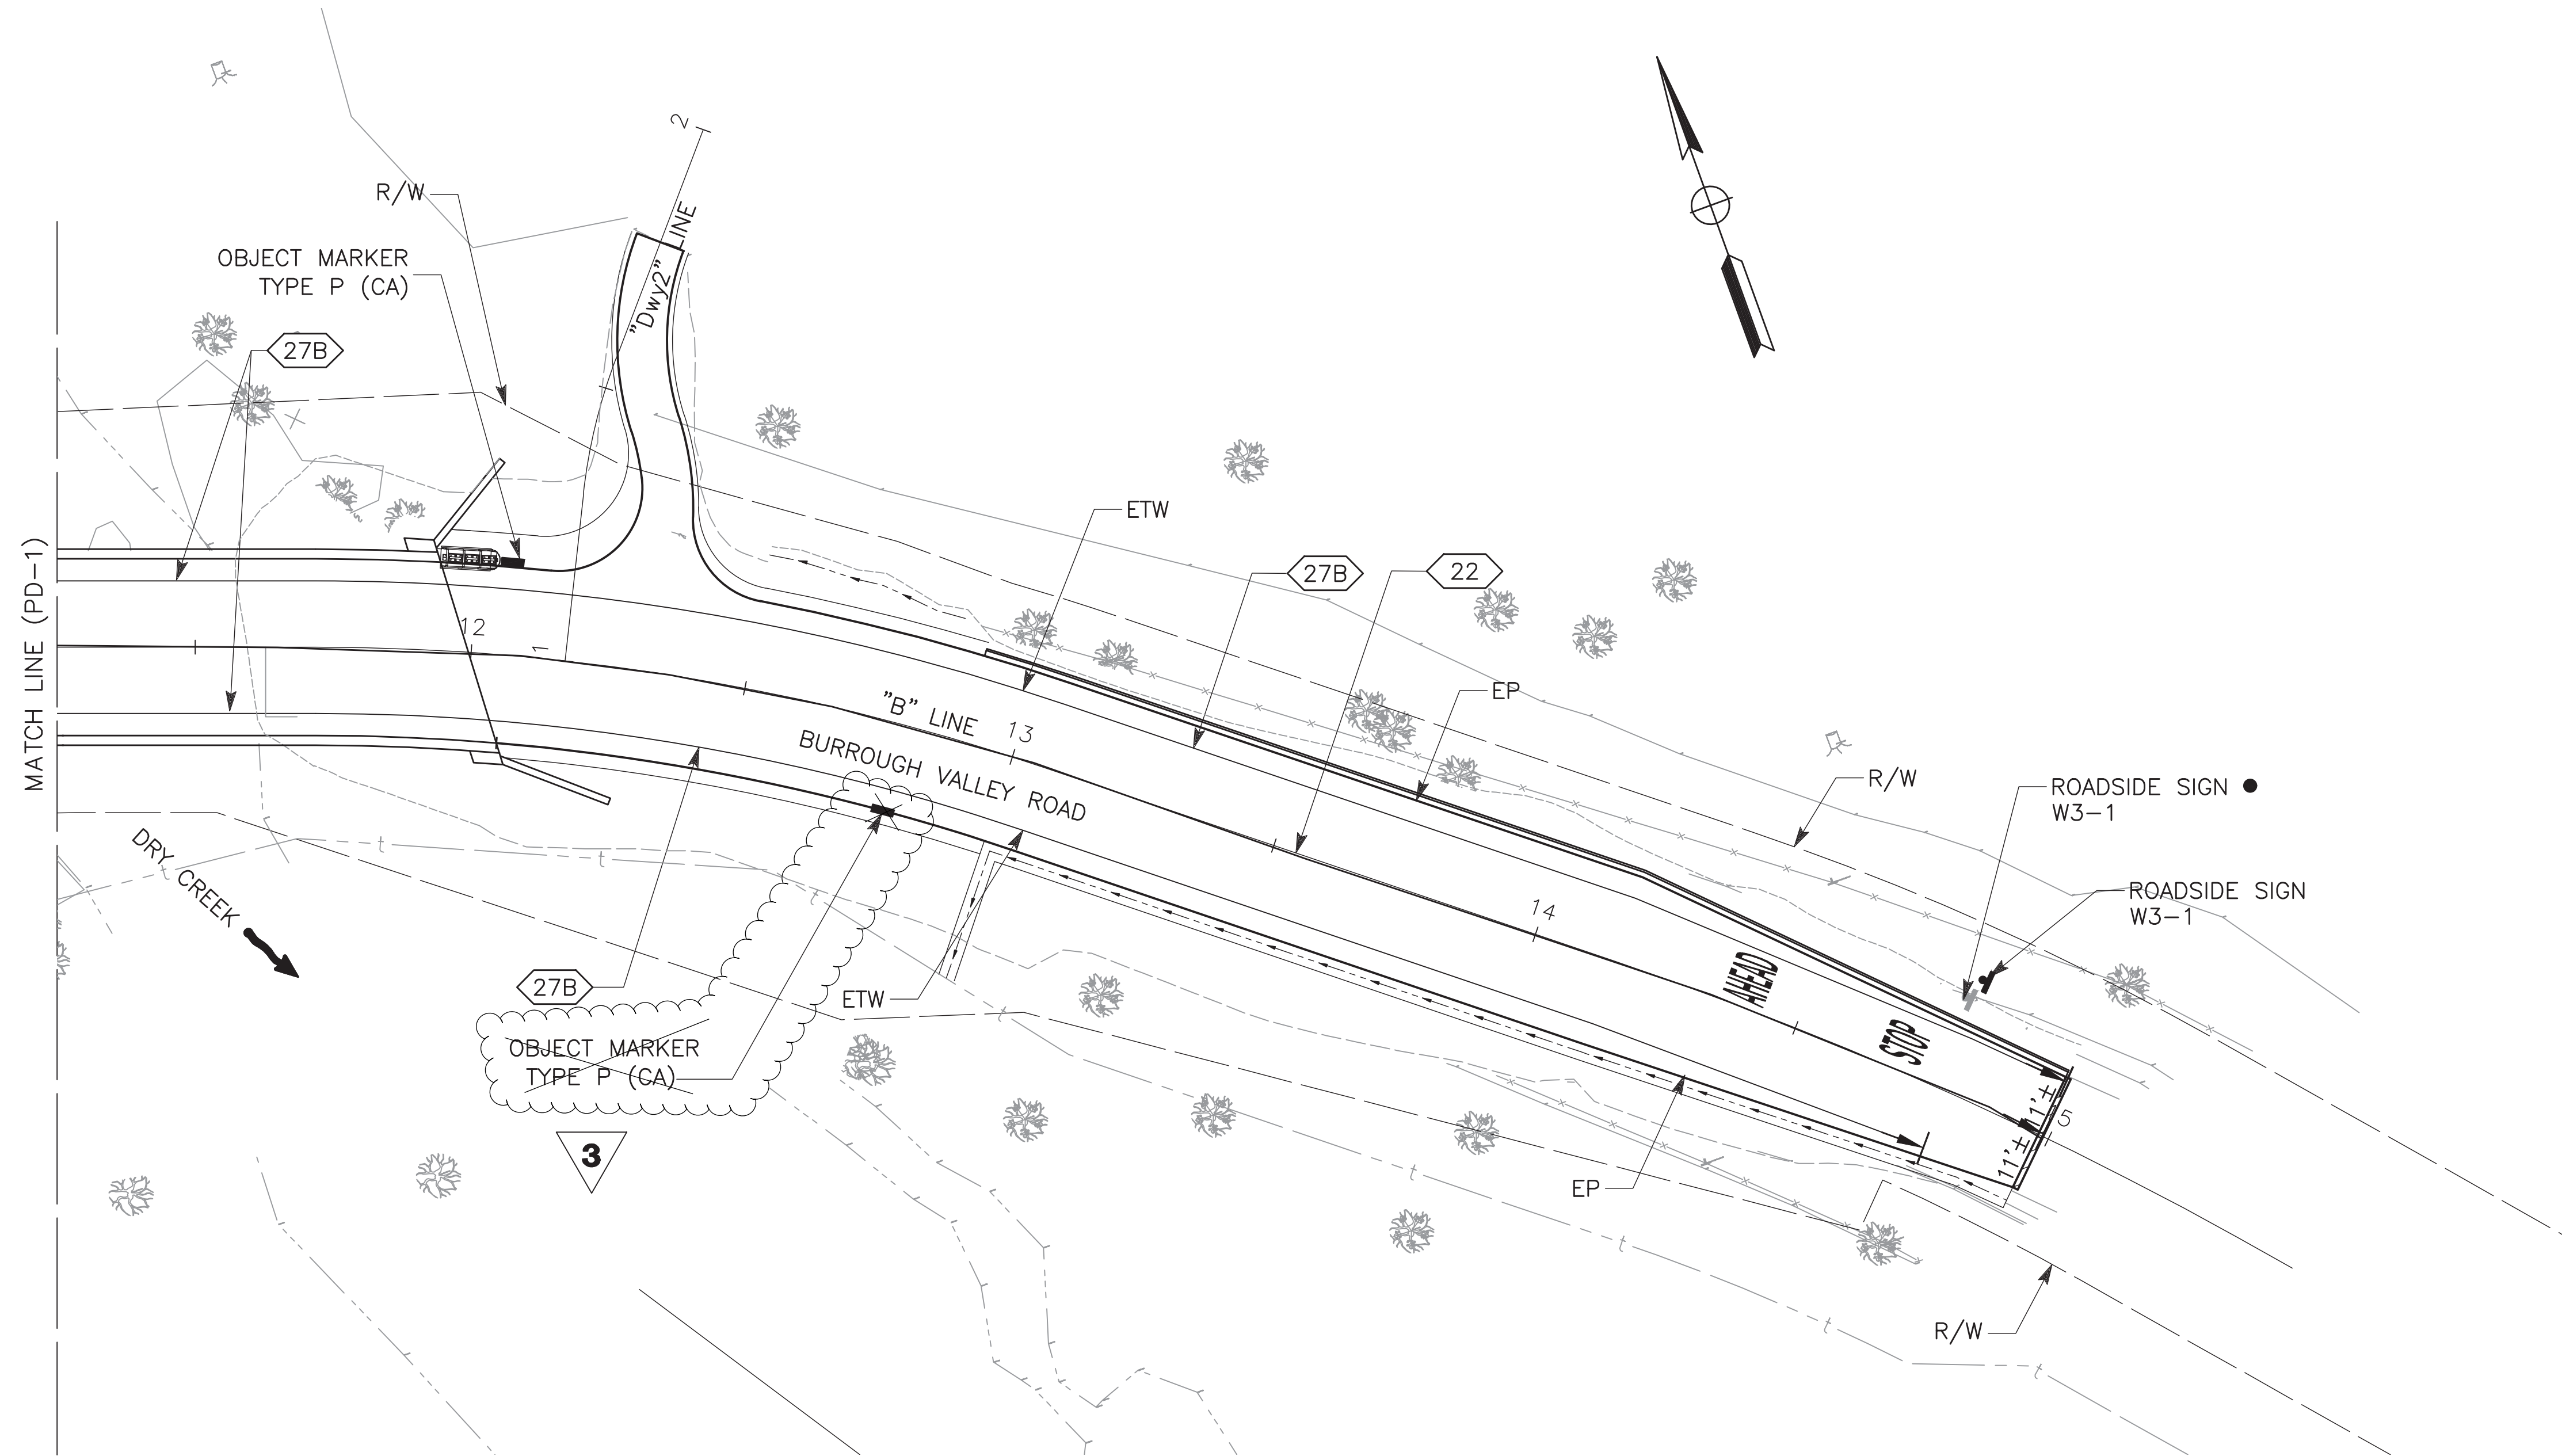 2
"Dwy2" LINE
R/W
OBJECT MARKER
TYPE P (CA)
27B
MATCH LINE (PD-1)
12
1
ETW
27B
22
EP
"B" LINE
13
BURROUGH VALLEY ROAD
R/W
ROADSIDE SIGN ●
W3-1
ROADSIDE SIGN
W3-1
DRY CREEK
t
t
t
t
14
AHEAD
STOP
27B
ETW
t
OBJECT MARKER
TYPE P (CA)
3
11'±
11'±
15
EP
t
t
t
t
R/W